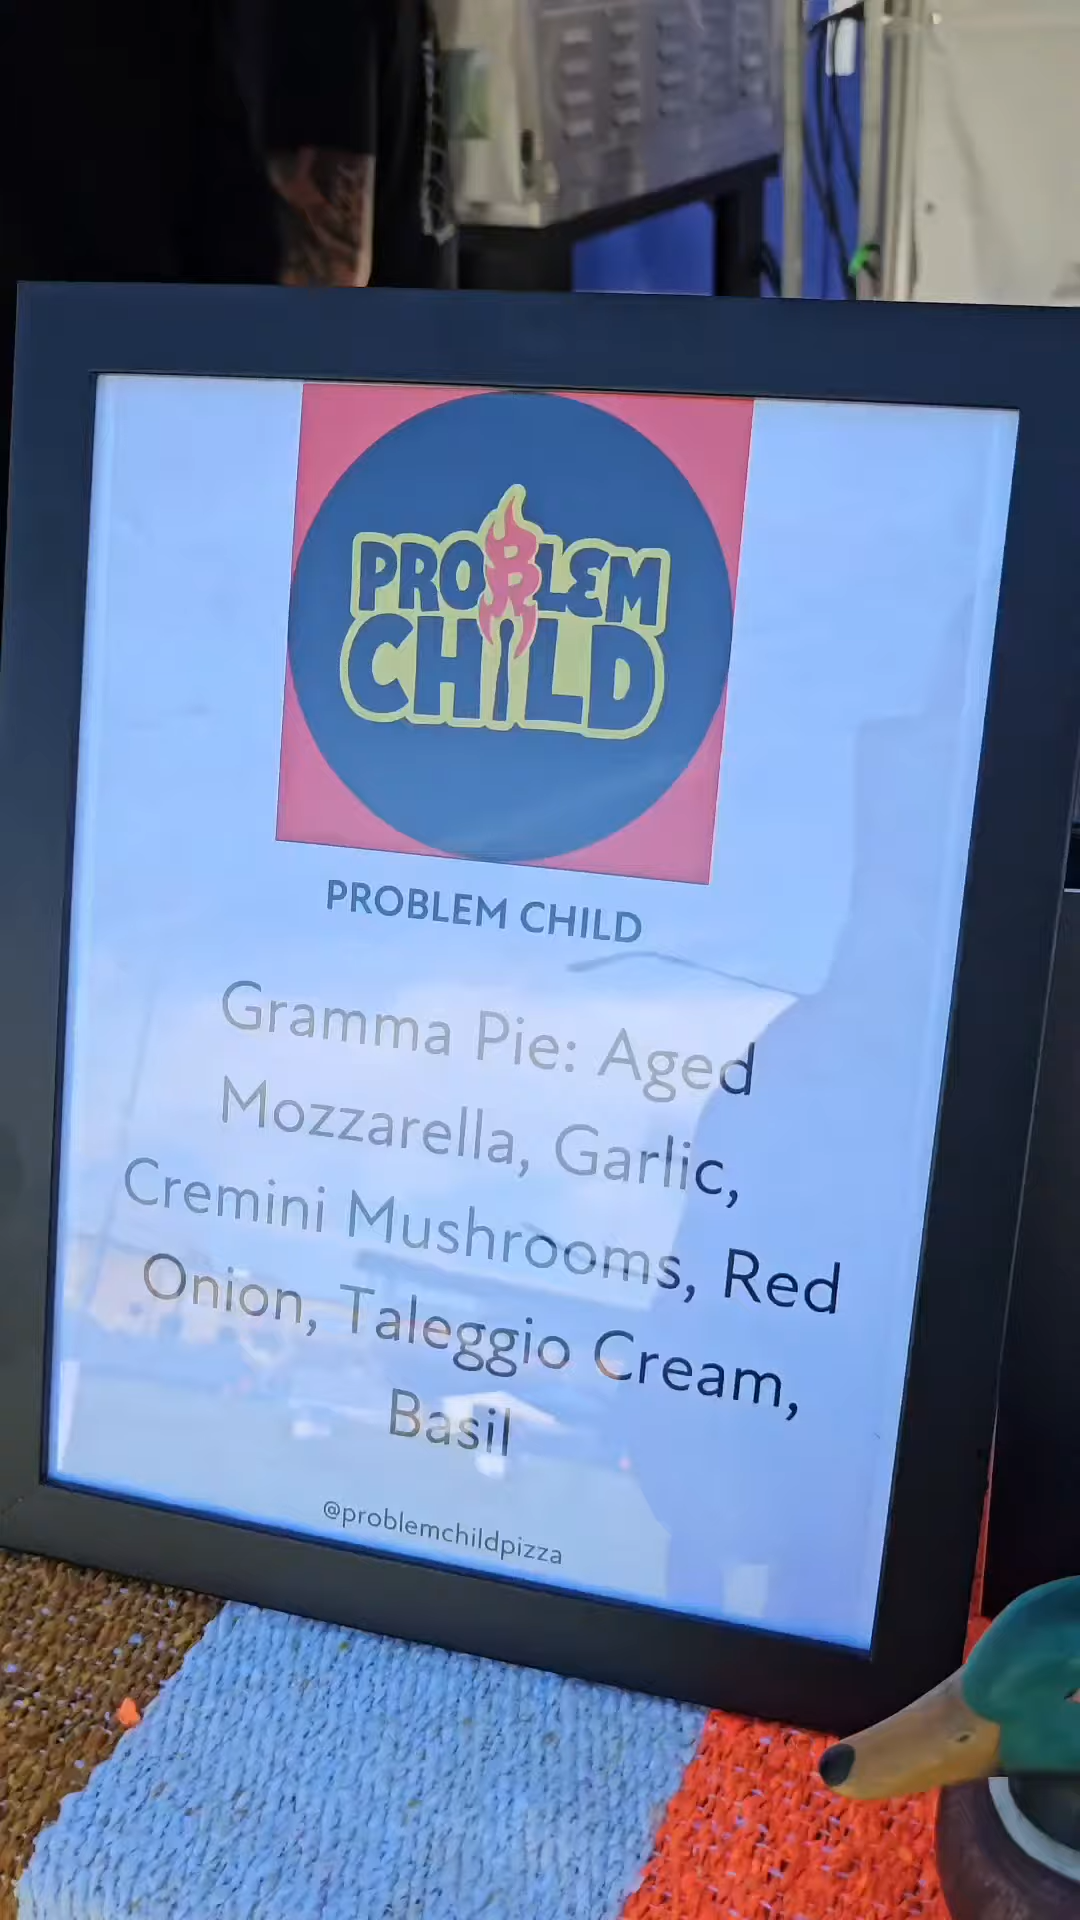 PROBLEM
CHILD
PROBLEM CHILD
Gramma Pie: Aged
Mozzarella, Garlic,
Cremini Mushrooms, Red
Onion, Taleggio Cream,
Basil
@problemchildpizza